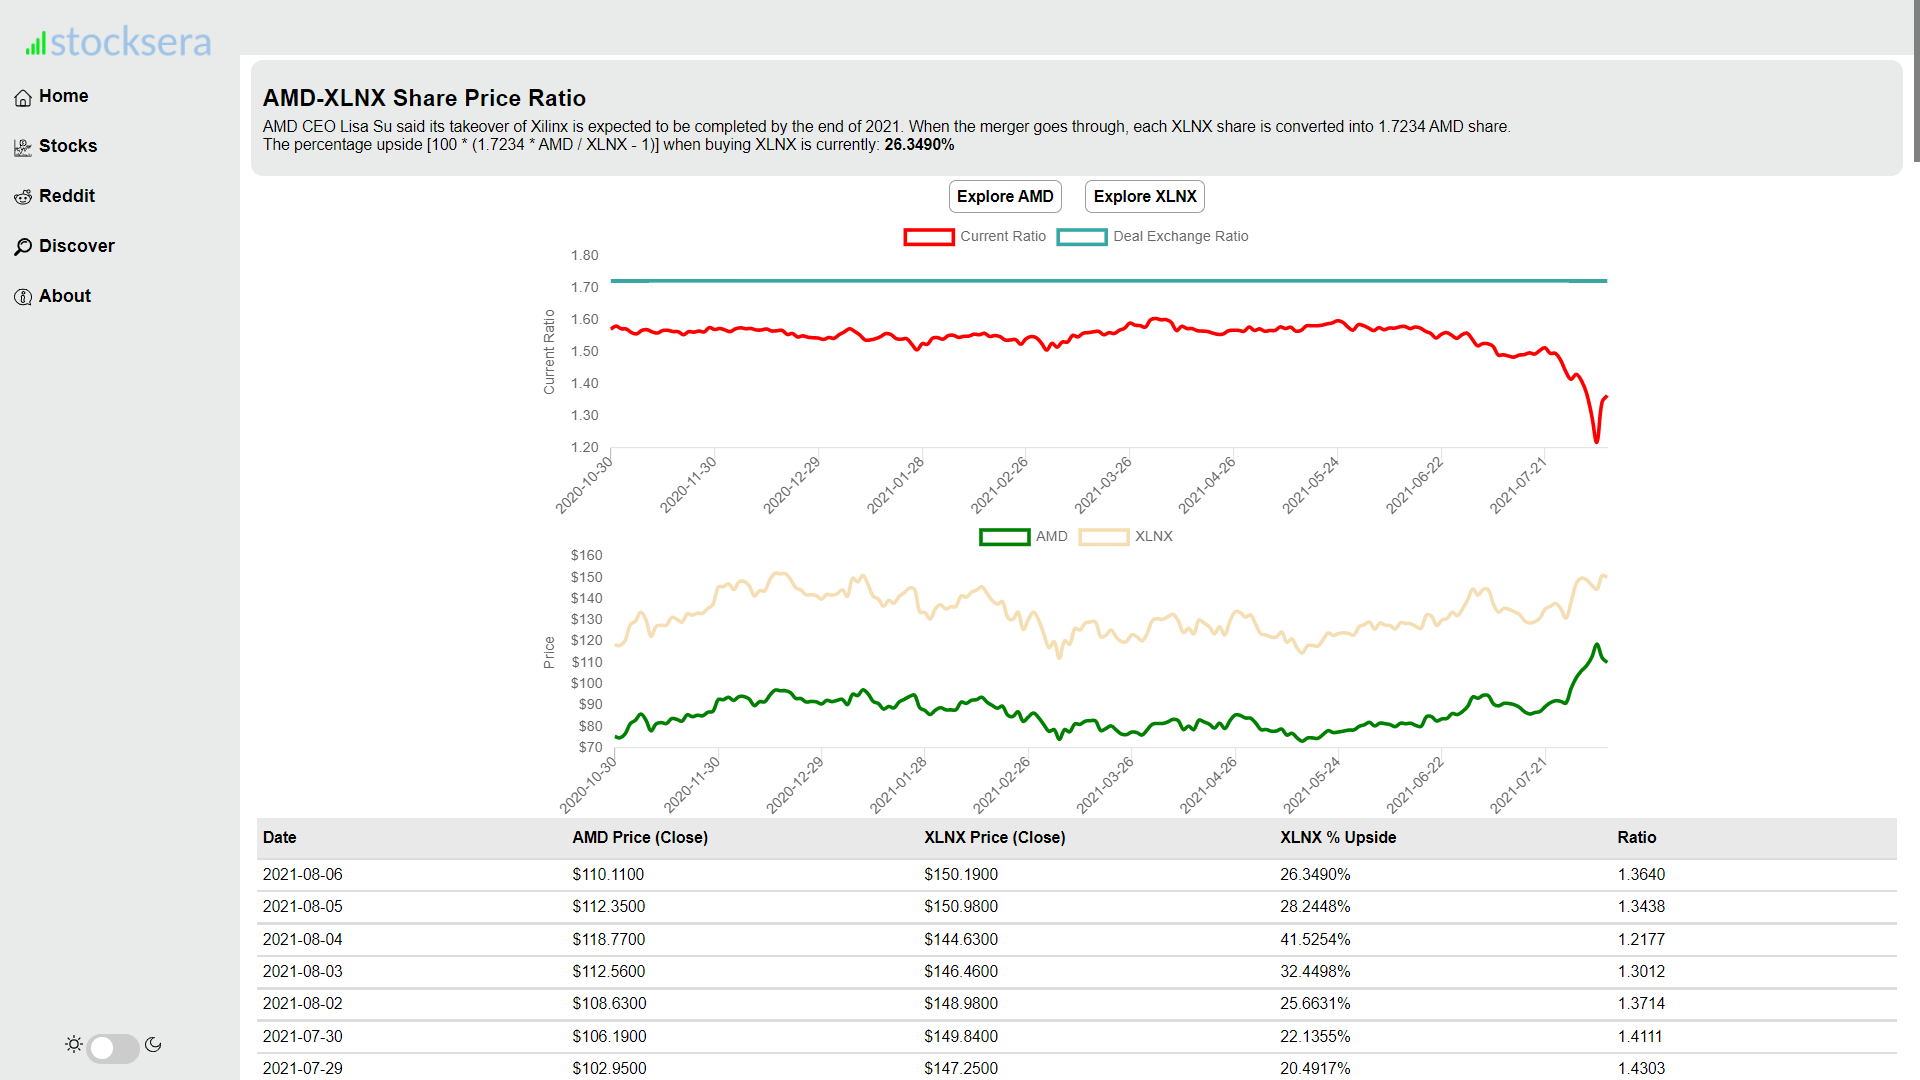 stocksera
Home
Stocks
Reddit
Discover
About
AMD-XLNX Share Price Ratio
AMD CEO Lisa Su said its takeover of Xilinx is expected to be completed by the end of 2021. When the merger goes through, each XLNX share is converted into 1.7234 AMD share.
The percentage upside [100 * (1.7234 * AMD / XLNX - 1)] when buying XLNX is currently: 26.3490%
Explore AMD Explore XLNX
Current Ratio Deal Exchange Ratio
1.80
1.70
1.60
1.50
1.40
1.30
1.20
Current Ratio
2020-10-30 2020-11-30 2020-12-29 2021-01-28 2021-02-26 2021-03-26 2021-04-26 2021-05-24 2021-06-22 2021-07-21
AMD XLNX
$160
$150
$140
$130
$120
$110
$100
$90
$80
$70
Price
2020-10-30 2020-11-30 2020-12-29 2021-01-28 2021-02-26 2021-03-26 2021-04-26 2021-05-24 2021-06-22 2021-07-21
Date AMD Price (Close) XLNX Price (Close) XLNX % Upside Ratio
2021-08-06 $110.1100 $150.1900 26.3490% 1.3640
2021-08-05 $112.3500 $150.9800 28.2448% 1.3438
2021-08-04 $118.7700 $144.6300 41.5254% 1.2177
2021-08-03 $112.5600 $146.4600 32.4498% 1.3012
2021-08-02 $108.6300 $148.9800 25.6631% 1.3714
2021-07-30 $106.1900 $149.8400 22.1355% 1.4111
2021-07-29 $102.9500 $147.2500 20.4917% 1.4303